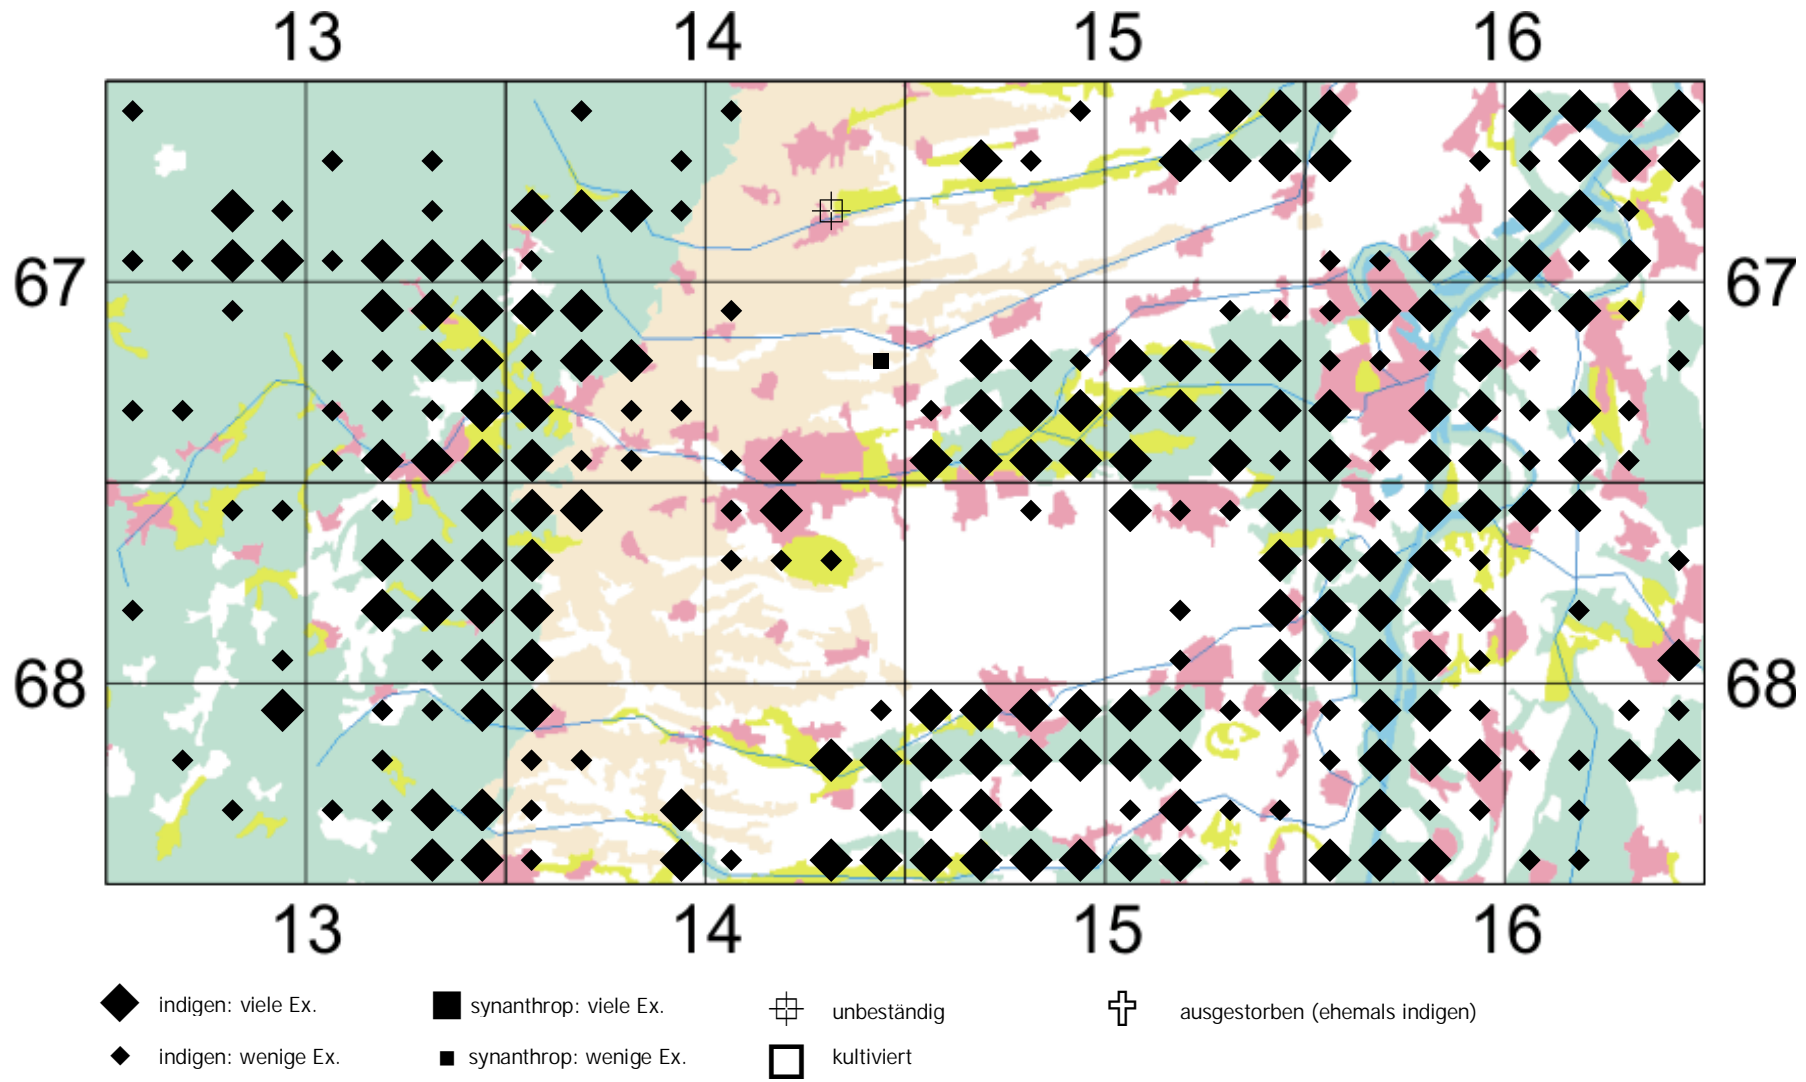 13 14 15 16
67 67
68 68
13 14 15 16
indigen: viele Ex. synanthrop: viele Ex. unbeständig ausgestorben (ehemals indigen)
indigen: wenige Ex. synanthrop: wenige Ex. kultiviert